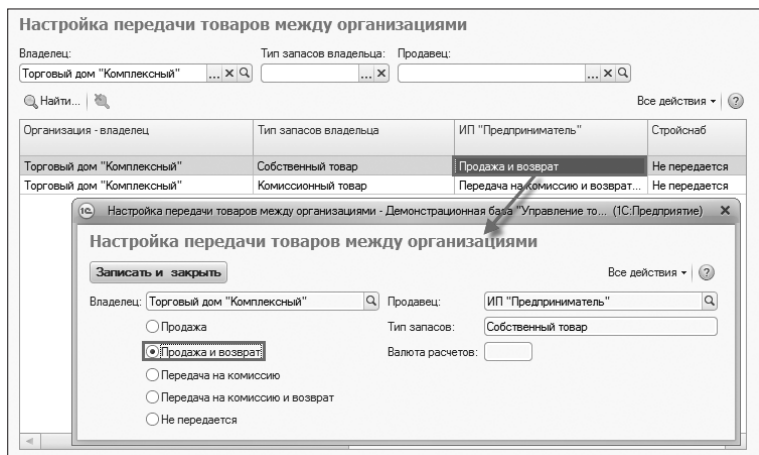 Настройка передачи товаров между организациями
Владелец: Тип запасов владельца: Продавец:
Торговый дом "Комплексный" ... x ... x ... x
Найти... Все действия ?
Организация - владелец Тип запасов владельца ИП "Предприниматель" Стройснаб
Торговый дом "Комплексный" Собственный товар Продажа и возврат Не передается
Торговый дом "Комплексный" Комиссионный товар Передача на комиссию и возврат... Не передается
1С Настройка передачи товаров между организациями - Демонстрационная база "Управление то... (1С:Предприятие) x
Настройка передачи товаров между организациями
Записать и закрыть Все действия ?
Владелец: Торговый дом "Комплексный" Продавец: ИП "Предприниматель"
Продажа Тип запасов: Собственный товар
Продажа и возврат Валюта расчетов:
Передача на комиссию
Передача на комиссию и возврат
Не передается